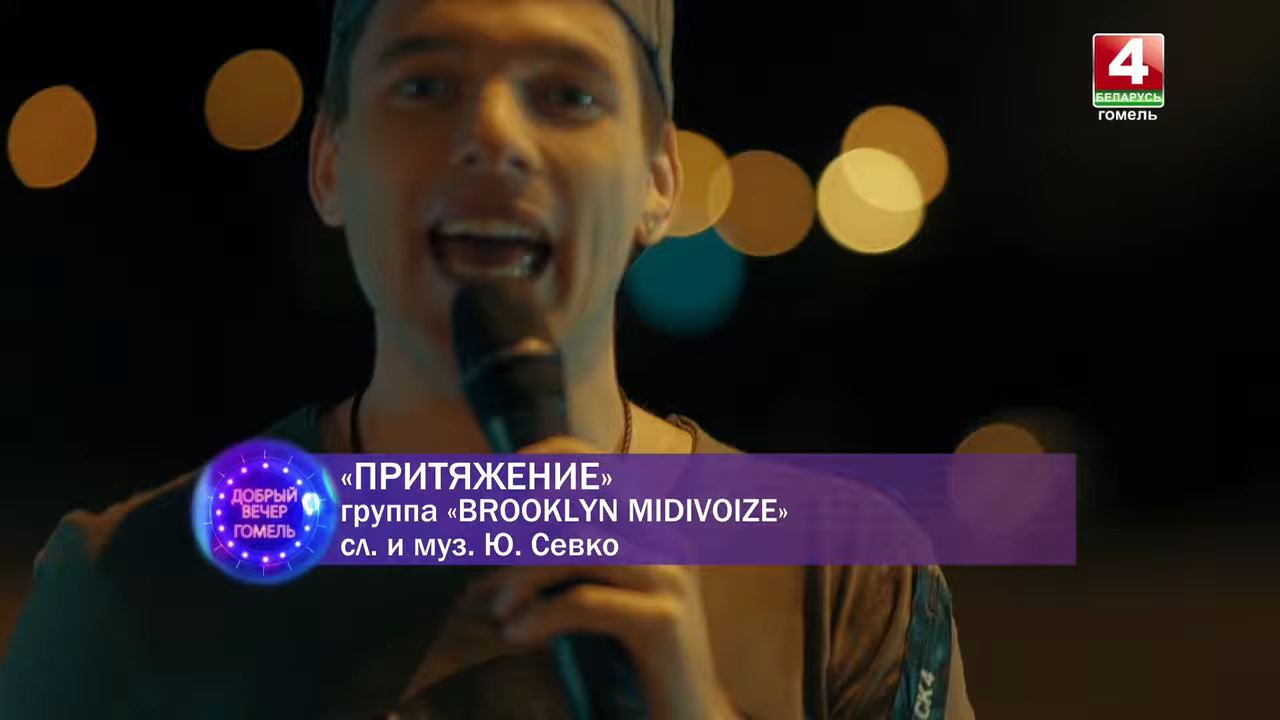 4
БЕЛАРУСЬ
гомель
«ПРИТЯЖЕНИЕ»
группа «BROOKLYN MIDIVOIZE»
сл. и муз. Ю. Севко
ДОБРЫЙ
ВЕЧЕР
ГОМЕЛЬ